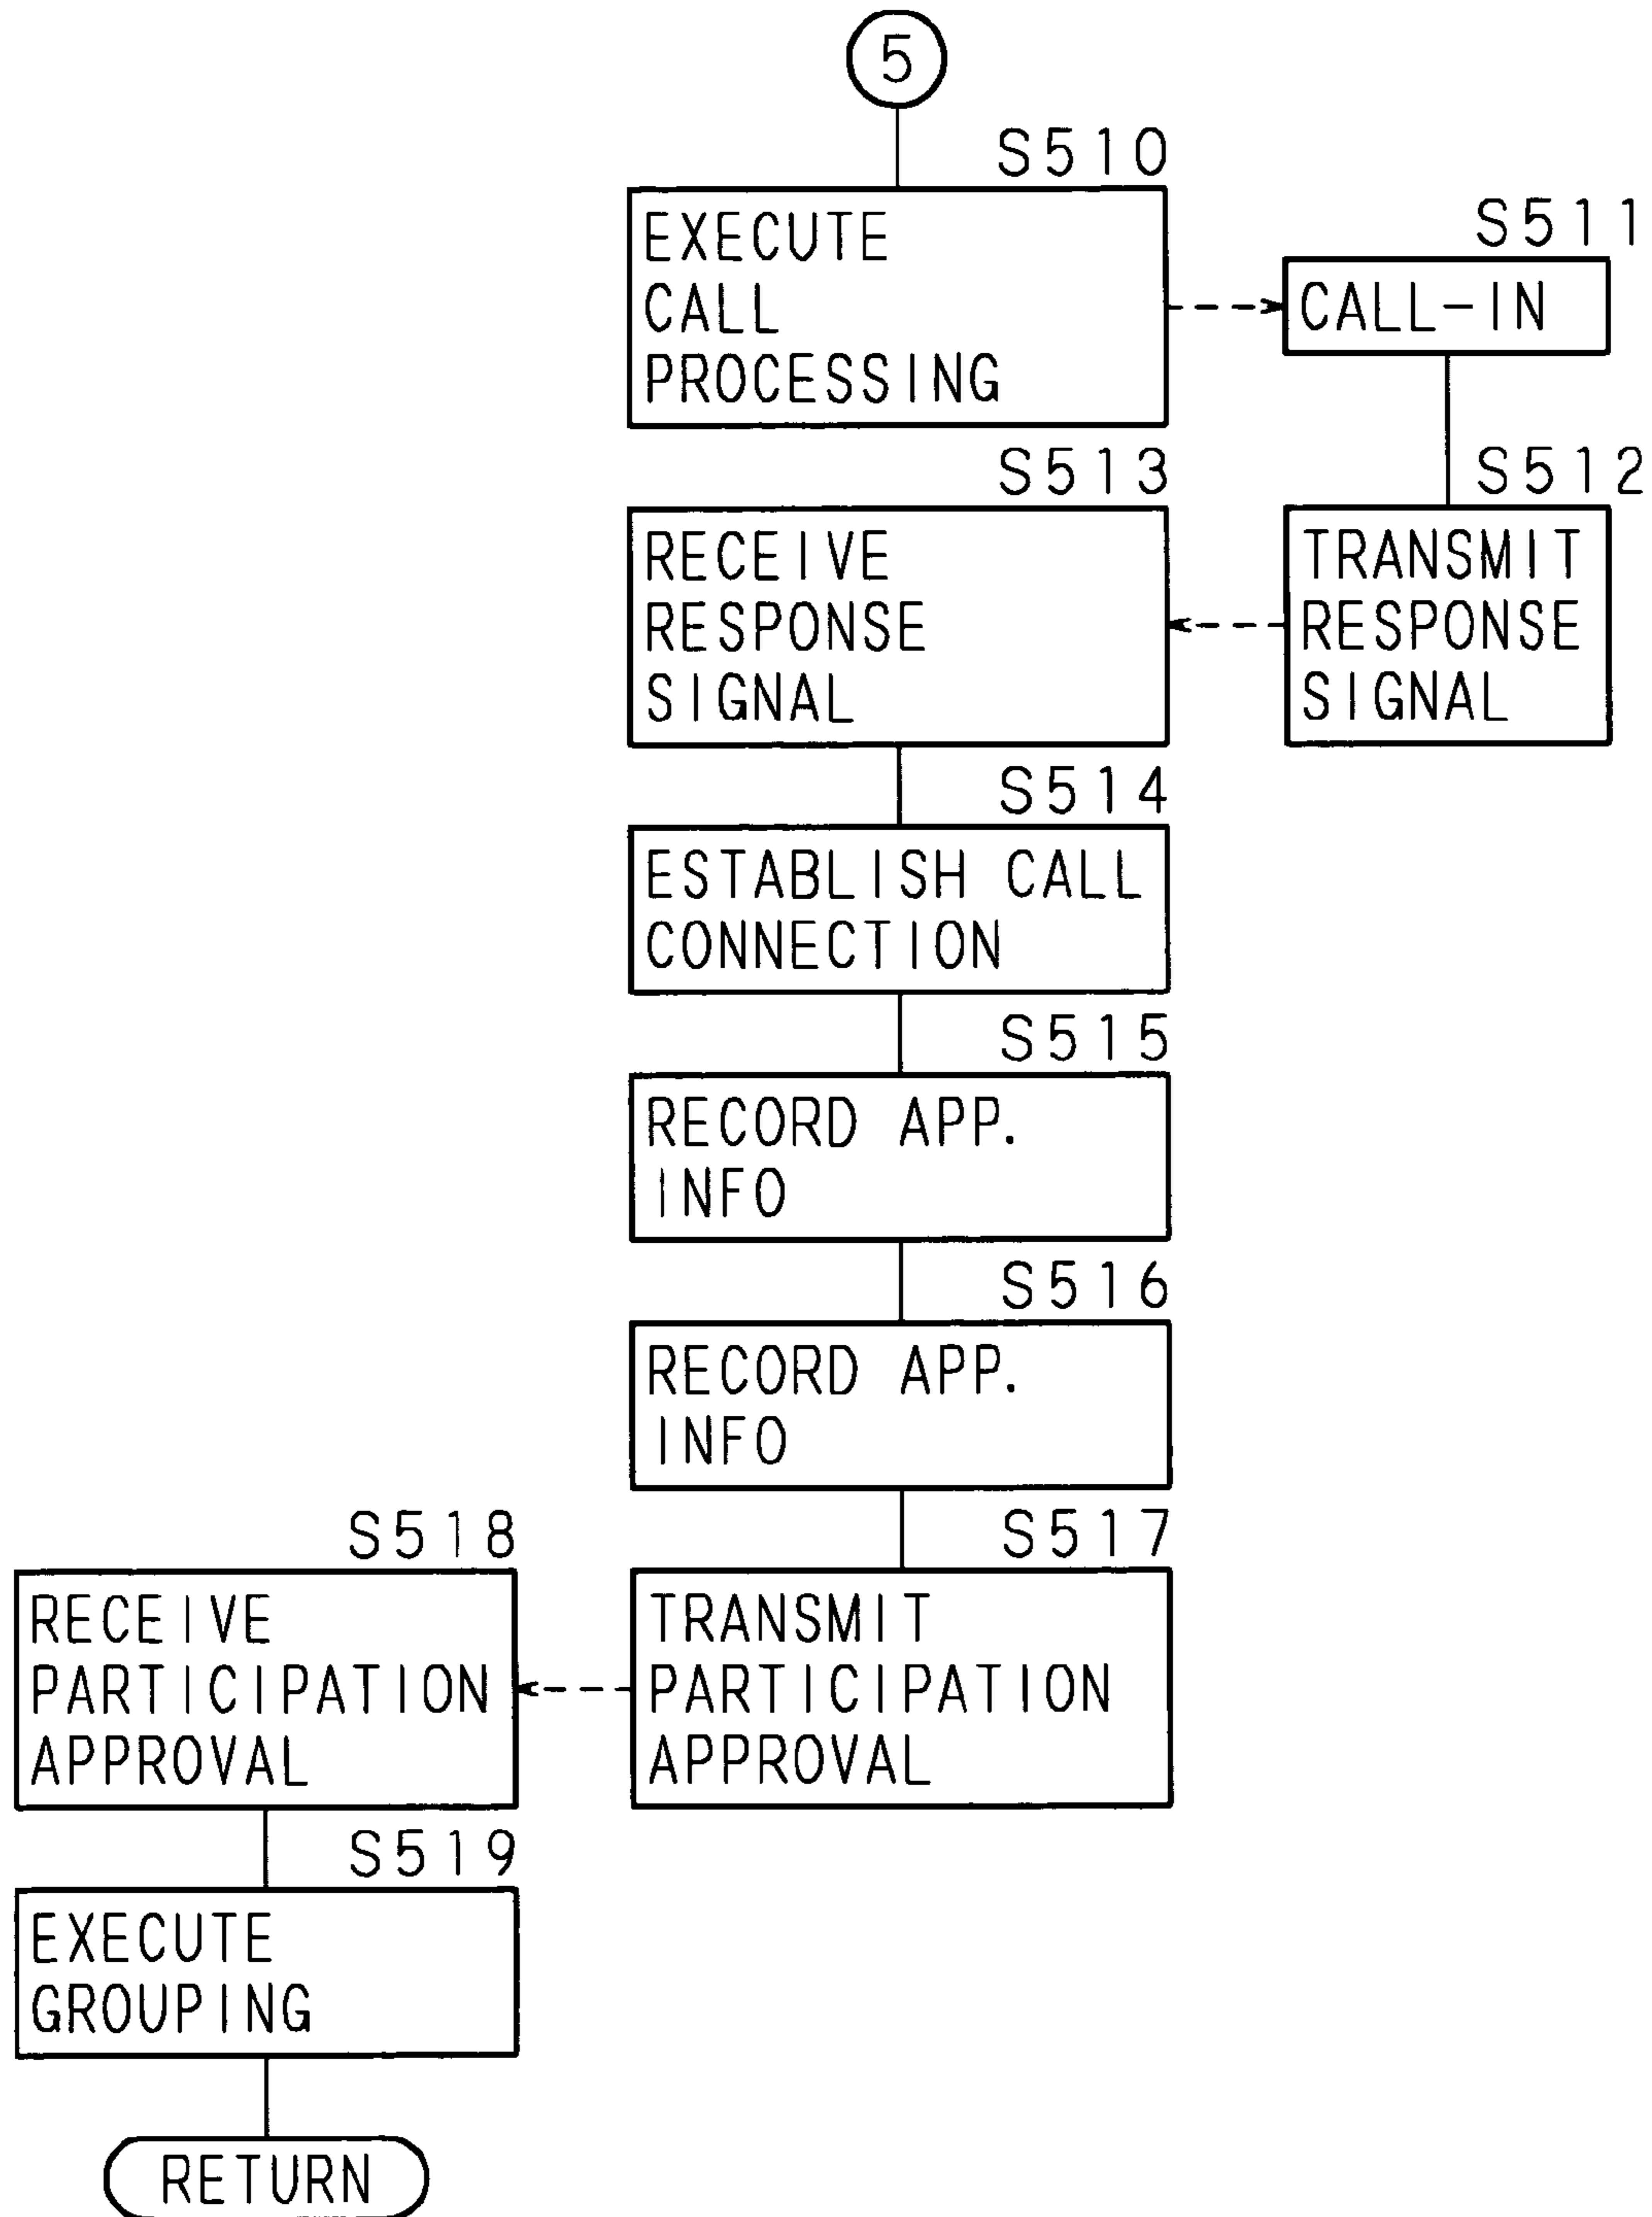 5
S510
EXECUTE
CALL
PROCESSING
S511
CALL-IN
S512
TRANSMIT
RESPONSE
SIGNAL
S513
RECEIVE
RESPONSE
SIGNAL
S514
ESTABLISH CALL
CONNECTION
S515
RECORD APP.
INFO
S516
RECORD APP.
INFO
S517
TRANSMIT
PARTICIPATION
APPROVAL
S518
RECEIVE
PARTICIPATION
APPROVAL
S519
EXECUTE
GROUPING
RETURN